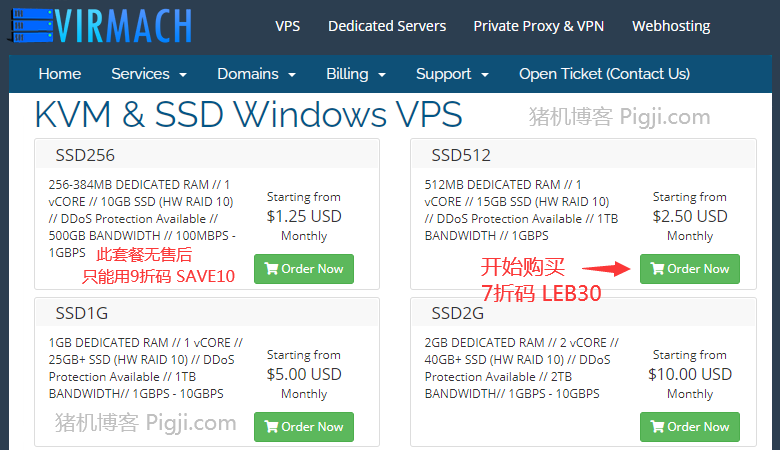 VIRMACH
VPS Dedicated Servers Private Proxy & VPN Webhosting
Home Services Domains Billing Support Open Ticket (Contact Us)
KVM & SSD Windows VPS
猪机博客 Pigji.com
SSD256
256-384MB DEDICATED RAM // 1
vCORE // 10GB SSD (HW RAID 10)
// DDoS Protection Available //
500GB BANDWIDTH // 100MBPS -
1GBPS
Starting from
$1.25 USD
Monthly
此套餐无售后
只能用9折码 SAVE10
Order Now
SSD512
512MB DEDICATED RAM // 1
vCORE // 15GB SSD (HW RAID 10)
// DDoS Protection Available // 1TB
BANDWIDTH // 1GBPS
Starting from
$2.50 USD
Monthly
开始购买
7折码 LEB30
Order Now
SSD1G
1GB DEDICATED RAM // 1 vCORE //
25GB+ SSD (HW RAID 10) // DDoS
Protection Available // 1TB
BANDWIDTH// 1GBPS - 10GBPS
Starting from
$5.00 USD
Monthly
猪机博客 Pigji.com
Order Now
SSD2G
2GB DEDICATED RAM // 2 vCORE //
40GB+ SSD (HW RAID 10) // DDoS
Protection Available // 2TB
BANDWIDTH// 1GBPS - 10GBPS
Starting from
$10.00 USD
Monthly
Order Now